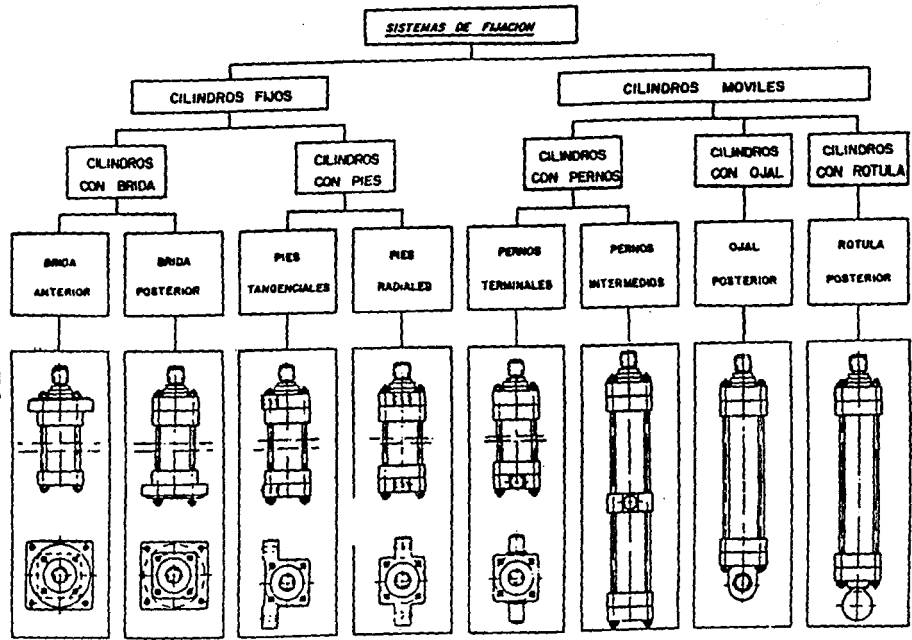 SISTEMAS DE FIJACION
CILINDROS FIJOS
CILINDROS MOVILES
CILINDROS
CON BRIDA
CILINDROS
CON PIES
CILINDROS
CON PERNOS
CILINDROS
CON OJAL
CILINDROS
CON ROTULA
BRIDA
ANTERIOR
BRIDA
POSTERIOR
PIES
TANGENCIALES
PIES
RADIALES
PERNOS
TERMINALES
PERNOS
INTERMEDIOS
OJAL
POSTERIOR
ROTULA
POSTERIOR